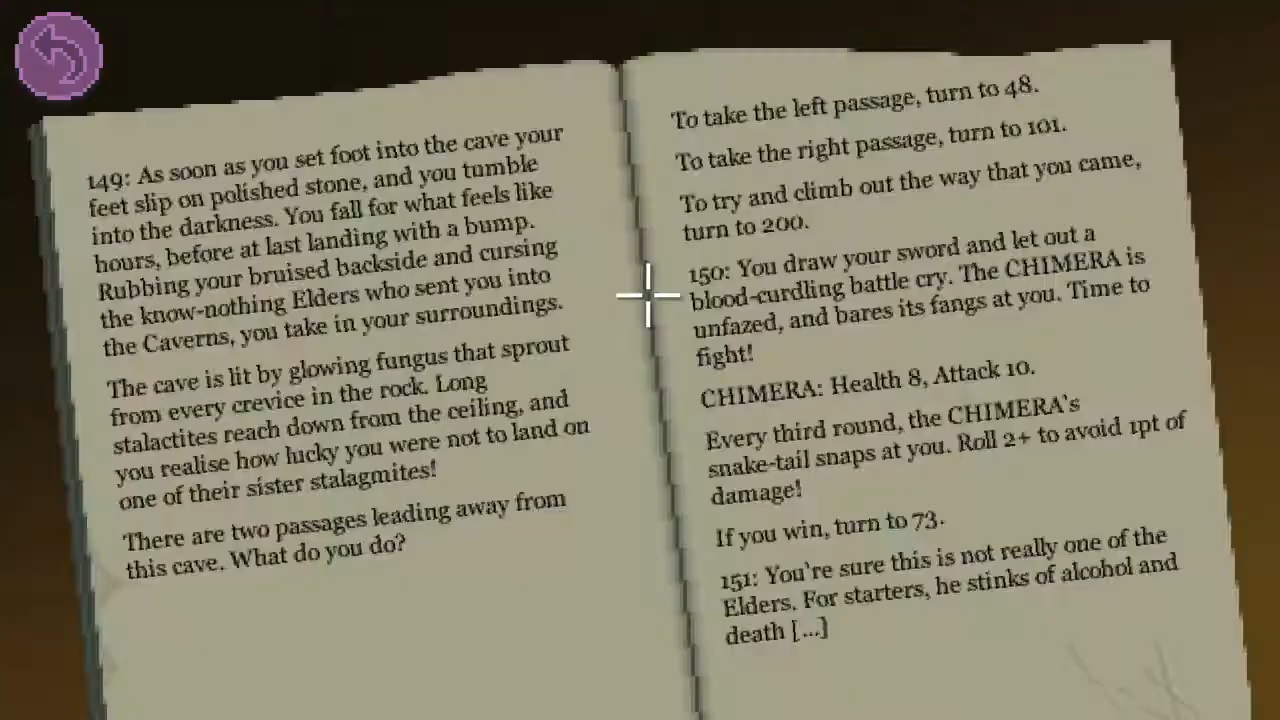 149: As soon as you set foot into the cave your
feet slip on polished stone, and you tumble
into the darkness. You fall for what feels like
hours, before at last landing with a bump.
Rubbing your bruised backside and cursing
the know-nothing Elders who sent you into
the Caverns, you take in your surroundings.
The cave is lit by glowing fungus that sprout
from every crevice in the rock. Long
stalactites reach down from the ceiling, and
you realise how lucky you were not to land on
one of their sister stalagmites!
There are two passages leading away from
this cave. What do you do?
To take the left passage, turn to 48.
To take the right passage, turn to 101.
To try and climb out the way that you came,
turn to 200.
150: You draw your sword and let out a
blood-curdling battle cry. The CHIMERA is
unfazed, and bares its fangs at you. Time to
fight!
CHIMERA: Health 8, Attack 10.
Every third round, the CHIMERA's
snake-tail snaps at you. Roll 2+ to avoid 1pt of
damage!
If you win, turn to 73.
151: You're sure this is not really one of the
Elders. For starters, he stinks of alcohol and
death [...]